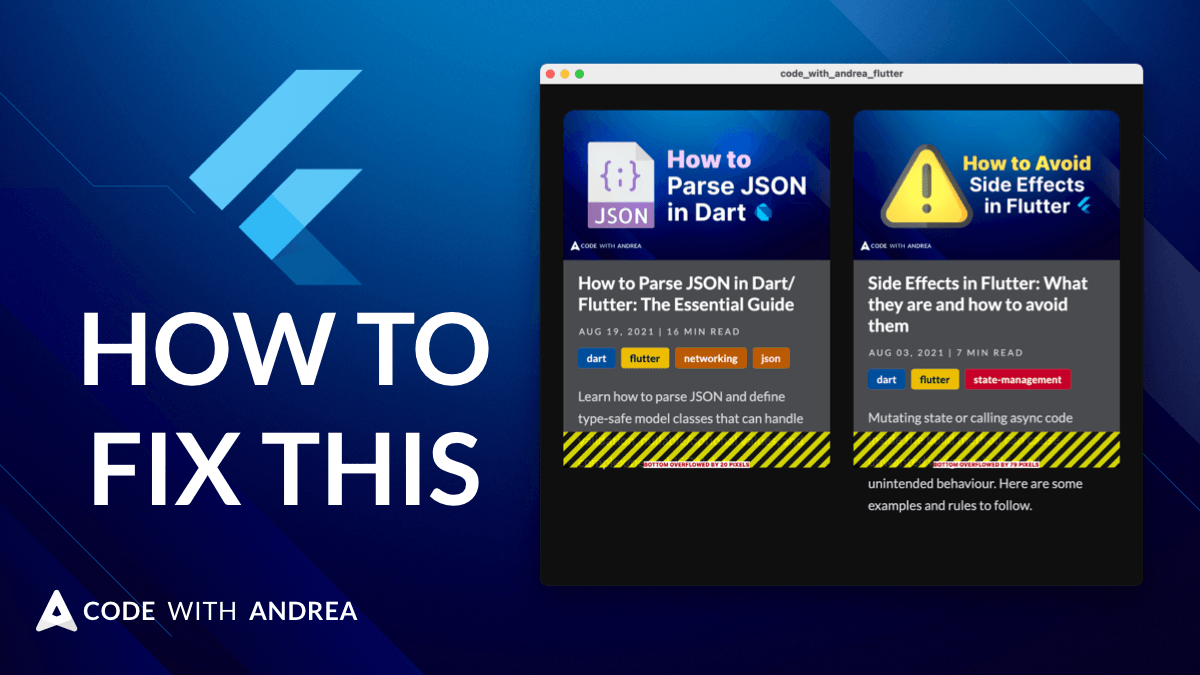 HOW TO
FIX THIS
CODE WITH ANDREA
code_with_andrea_flutter
{;}
JSON
How to
Parse JSON
in Dart
CODE WITH ANDREA
How to Parse JSON in Dart/
Flutter: The Essential Guide
AUG 19, 2021 | 16 MIN READ
dart flutter networking json
Learn how to parse JSON and define
type-safe model classes that can handle
BOTTOM OVERFLOWED BY 20 PIXELS
How to Avoid
Side Effects
in Flutter
CODE WITH ANDREA
Side Effects in Flutter: What
they are and how to avoid
them
AUG 03, 2021 | 7 MIN READ
dart flutter state-management
Mutating state or calling async code
BOTTOM OVERFLOWED BY 79 PIXELS
unintended behaviour. Here are some
examples and rules to follow.